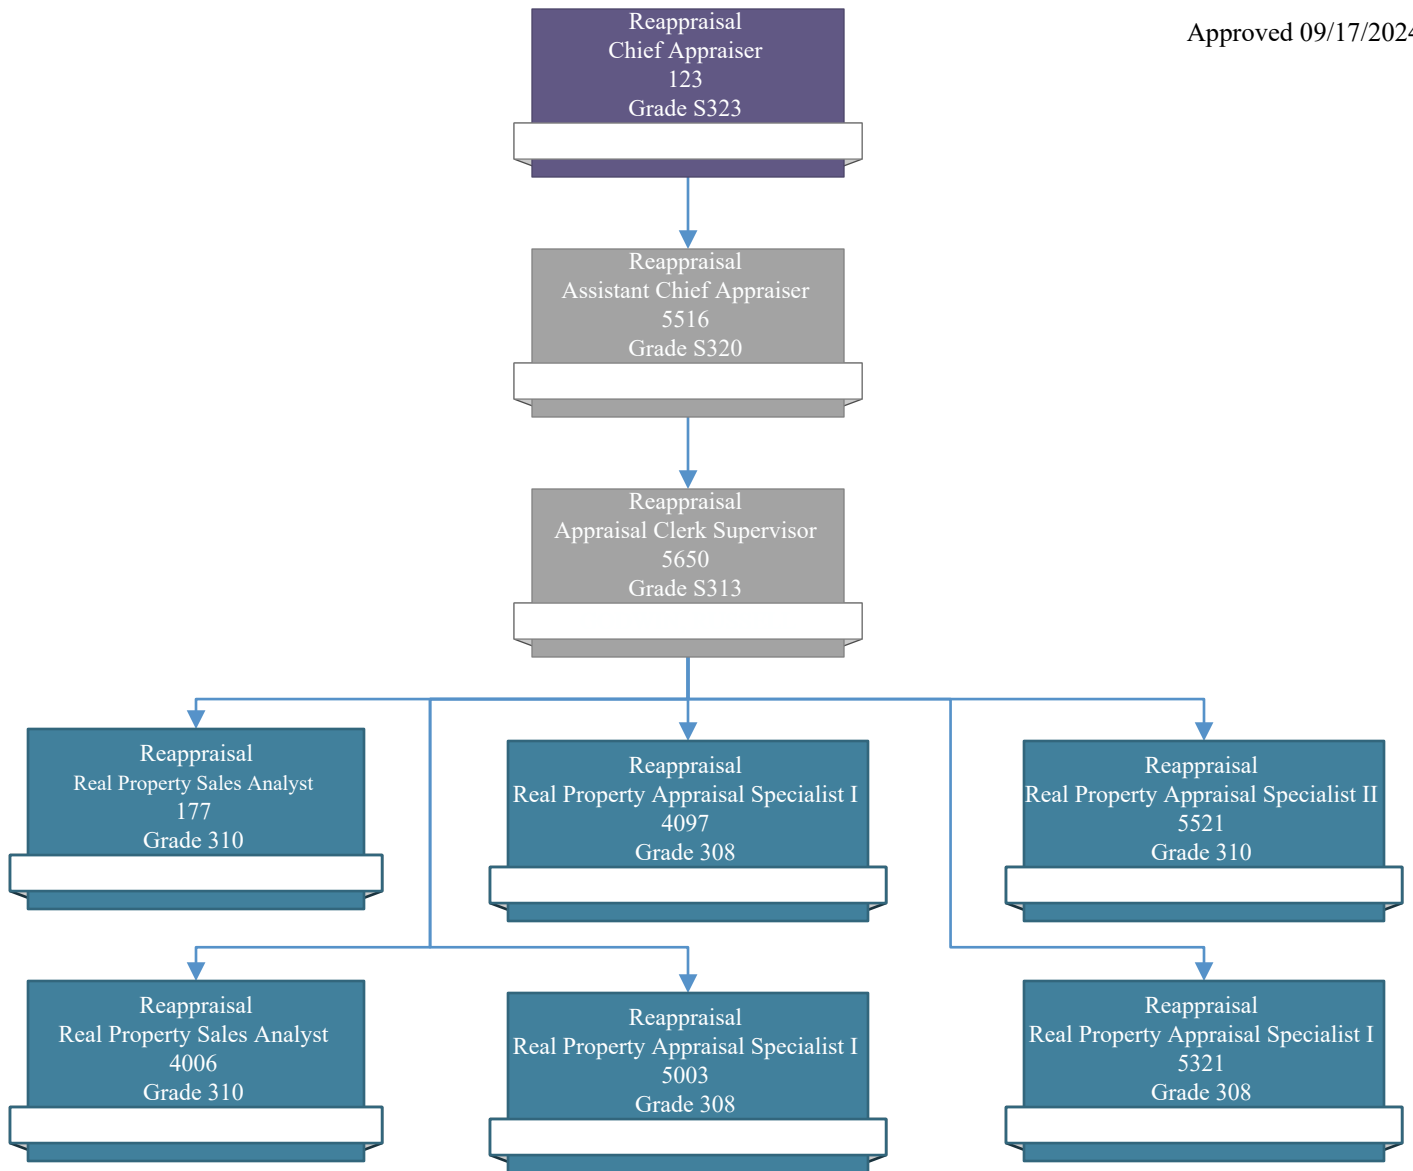 Approved 09/17/2024
Reappraisal
Chief Appraiser
123
Grade S323
Reappraisal
Assistant Chief Appraiser
5516
Grade S320
Reappraisal
Appraisal Clerk Supervisor
5650
Grade S313
Reappraisal
Real Property Sales Analyst
177
Grade 310
Reappraisal
Real Property Appraisal Specialist I
4097
Grade 308
Reappraisal
Real Property Appraisal Specialist II
5521
Grade 310
Reappraisal
Real Property Sales Analyst
4006
Grade 310
Reappraisal
Real Property Appraisal Specialist I
5003
Grade 308
Reappraisal
Real Property Appraisal Specialist I
5321
Grade 308